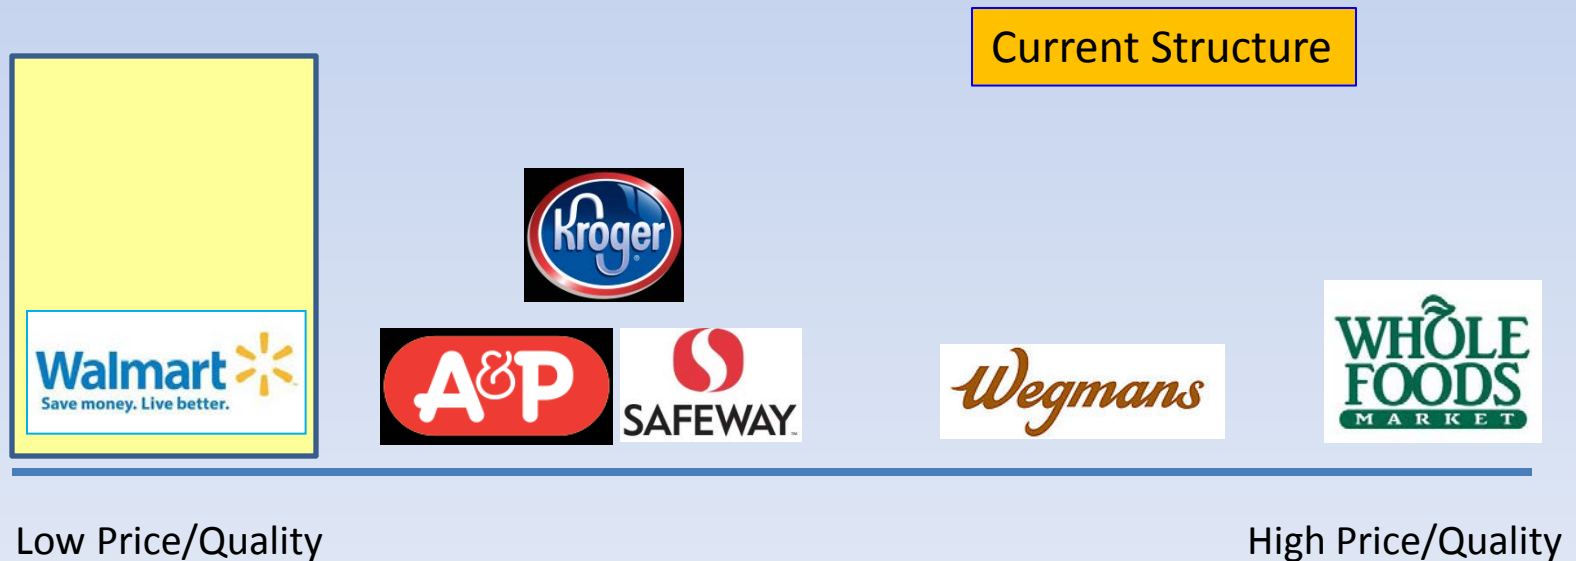 Current Structure
Kroger
Walmart
Save money. Live better.
A&P
SAFEWAY
Wegmans
WHOLE
FOODS
MARKET
Low Price/Quality
High Price/Quality